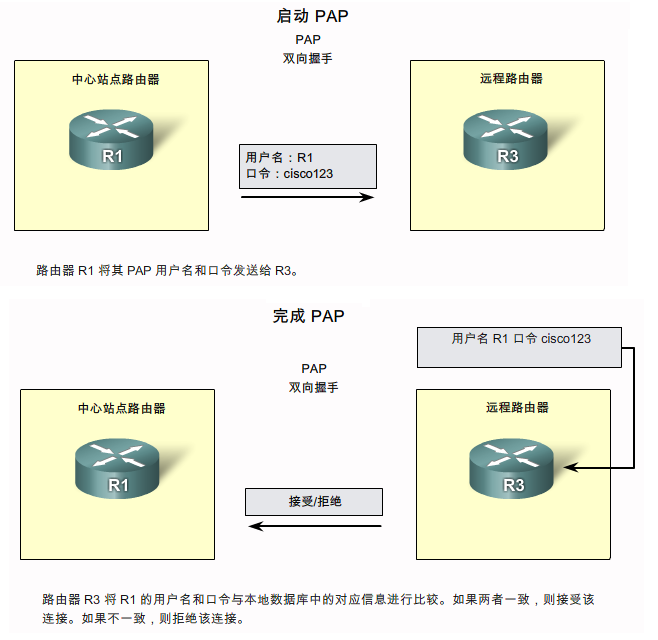 启动 PAP
PAP
双向握手
中心站点路由器
远程路由器
R1
R3
用户名：R1
口令：cisco123
路由器 R1 将其 PAP 用户名和口令发送给 R3。
完成 PAP
用户名 R1 口令 cisco123
PAP
双向握手
中心站点路由器
远程路由器
R1
R3
接受/拒绝
路由器 R3 将 R1 的用户名和口令与本地数据库中的对应信息进行比较。如果两者一致，则接受该
连接。如果不一致，则拒绝该连接。